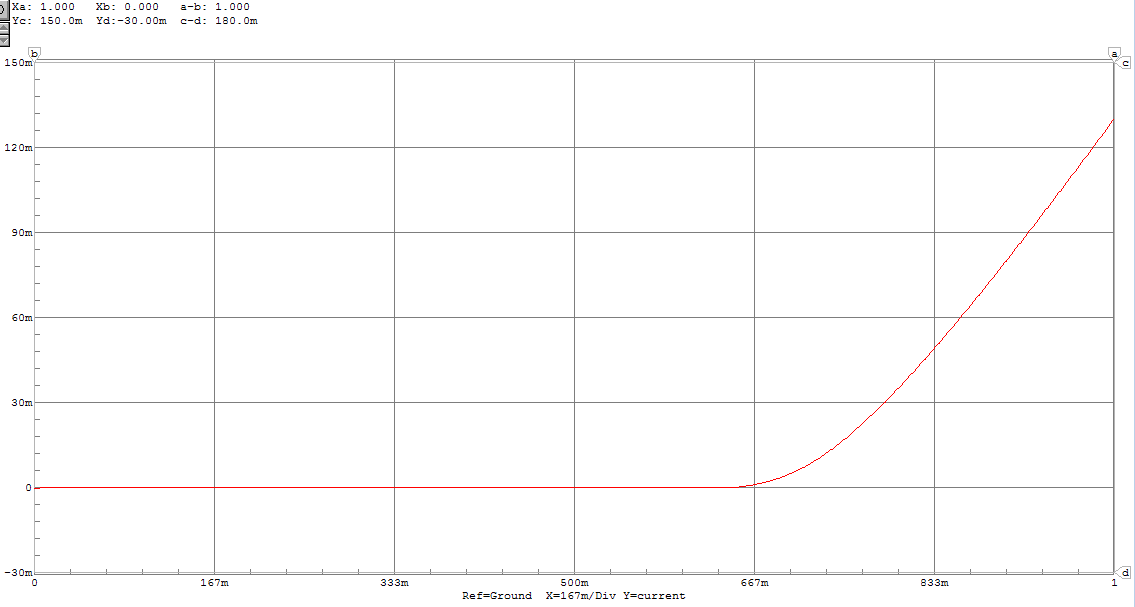 Xa: 1.000 Xb: 0.000 a-b: 1.000
Yc: 150.0m Yd:-30.00m c-d: 180.0m
b
a
150m
c
120m
90m
60m
30m
0
-30m
d
0 167m 333m 500m 667m 833m 1
Ref=Ground X=167m/Div Y=current